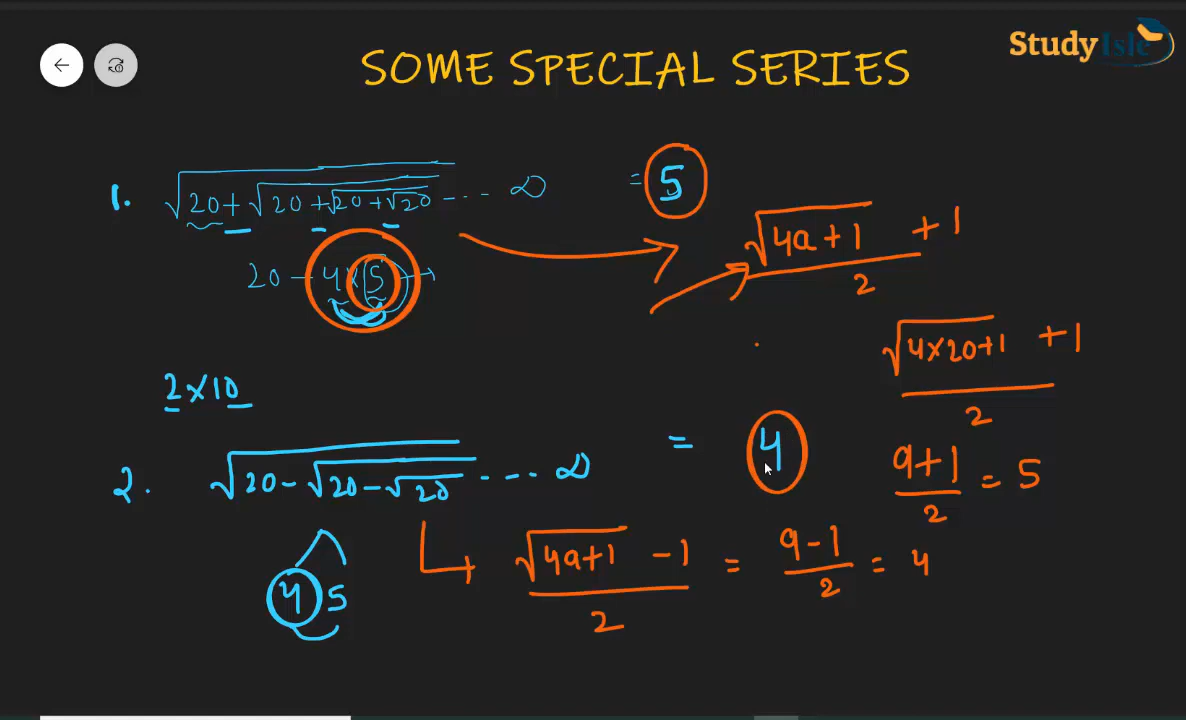 StudyIsle
SOME SPECIAL SERIES
1. √(20+√(20+√(20+√20))) --- ∞ = 5
20 - 4×5
(√(4a+1) + 1)/2
(√(4×20+1) + 1)/2
2×10
2. √(20-√(20-√20)) --- ∞ = 4
(9+1)/2 = 5
4 5
(√(4a+1) - 1)/2 = (9-1)/2 = 4